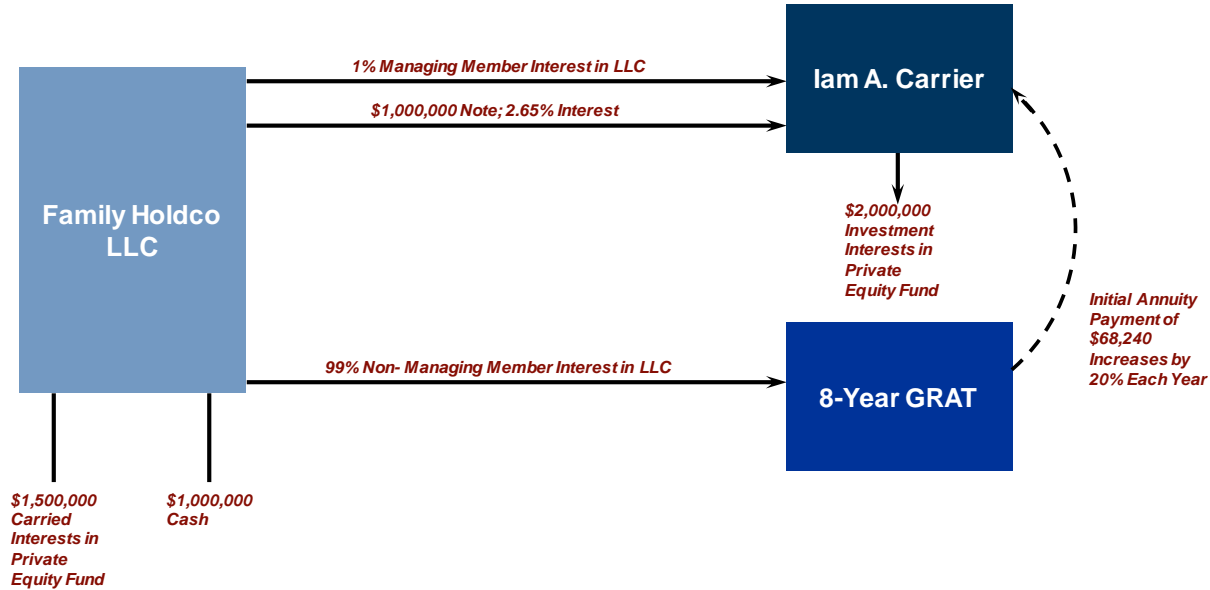 1% Managing Member Interest in LLC
$1,000,000 Note; 2.65% Interest
Iam A. Carrier
Family Holdco
LLC
$2,000,000
Investment
Interests in
Private
Equity Fund
Initial Annuity
Payment of
$68,240
Increases by
20% Each Year
99% Non- Managing Member Interest in LLC
8-Year GRAT
$1,500,000
Carried
Interests in
Private
Equity Fund
$1,000,000
Cash